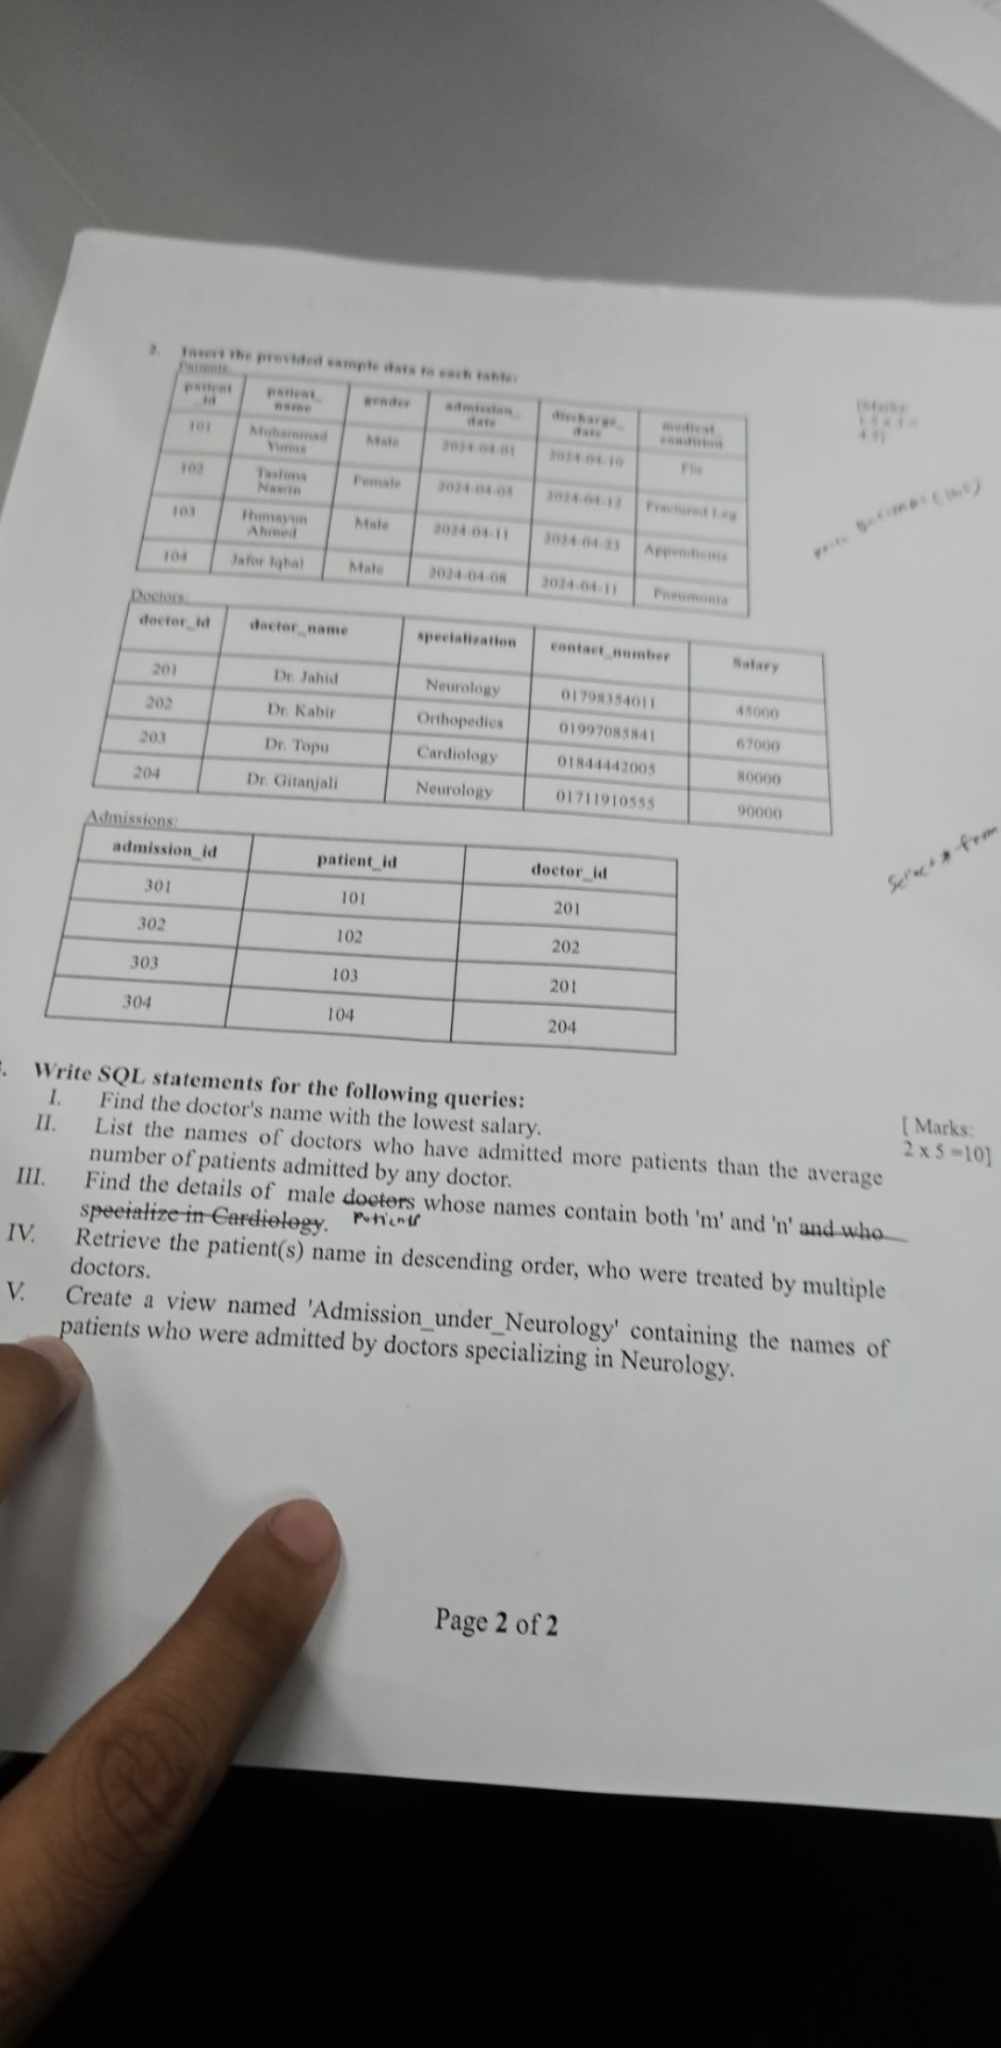 2. Insert the provided sample data to each table:
Patients:
patient_id patient_name gender admission_date discharge_date medical_condition
101 Muhammad Yunus Male 2024-04-01 2024-04-10 Flu
102 Taslima Nasrin Female 2024-04-05 2024-04-12 Fractured Leg
103 Humayun Ahmed Male 2024-04-11 2024-04-23 Appendicitis
104 Jafor Iqbal Male 2024-04-08 2024-04-11 Pneumonia
[Marks: 1.5 x 3 = 4.5]
Doctors:
doctor_id doctor_name specialization contact_number Salary
201 Dr. Jahid Neurology 01798354011 45000
202 Dr. Kabir Orthopedics 01997085841 67000
203 Dr. Topu Cardiology 01844442005 80000
204 Dr. Gitanjali Neurology 01711910555 90000
Select * from
Admissions:
admission_id patient_id doctor_id
301 101 201
302 102 202
303 103 201
304 104 204
Write SQL statements for the following queries:
I. Find the doctor's name with the lowest salary.
[ Marks: 2 x 5 =10]
II. List the names of doctors who have admitted more patients than the average
number of patients admitted by any doctor.
III. Find the details of male doctors whose names contain both 'm' and 'n' and who
specialize in Cardiology. Patients
IV. Retrieve the patient(s) name in descending order, who were treated by multiple
doctors.
V. Create a view named 'Admission_under_Neurology' containing the names of
patients who were admitted by doctors specializing in Neurology.
Page 2 of 2